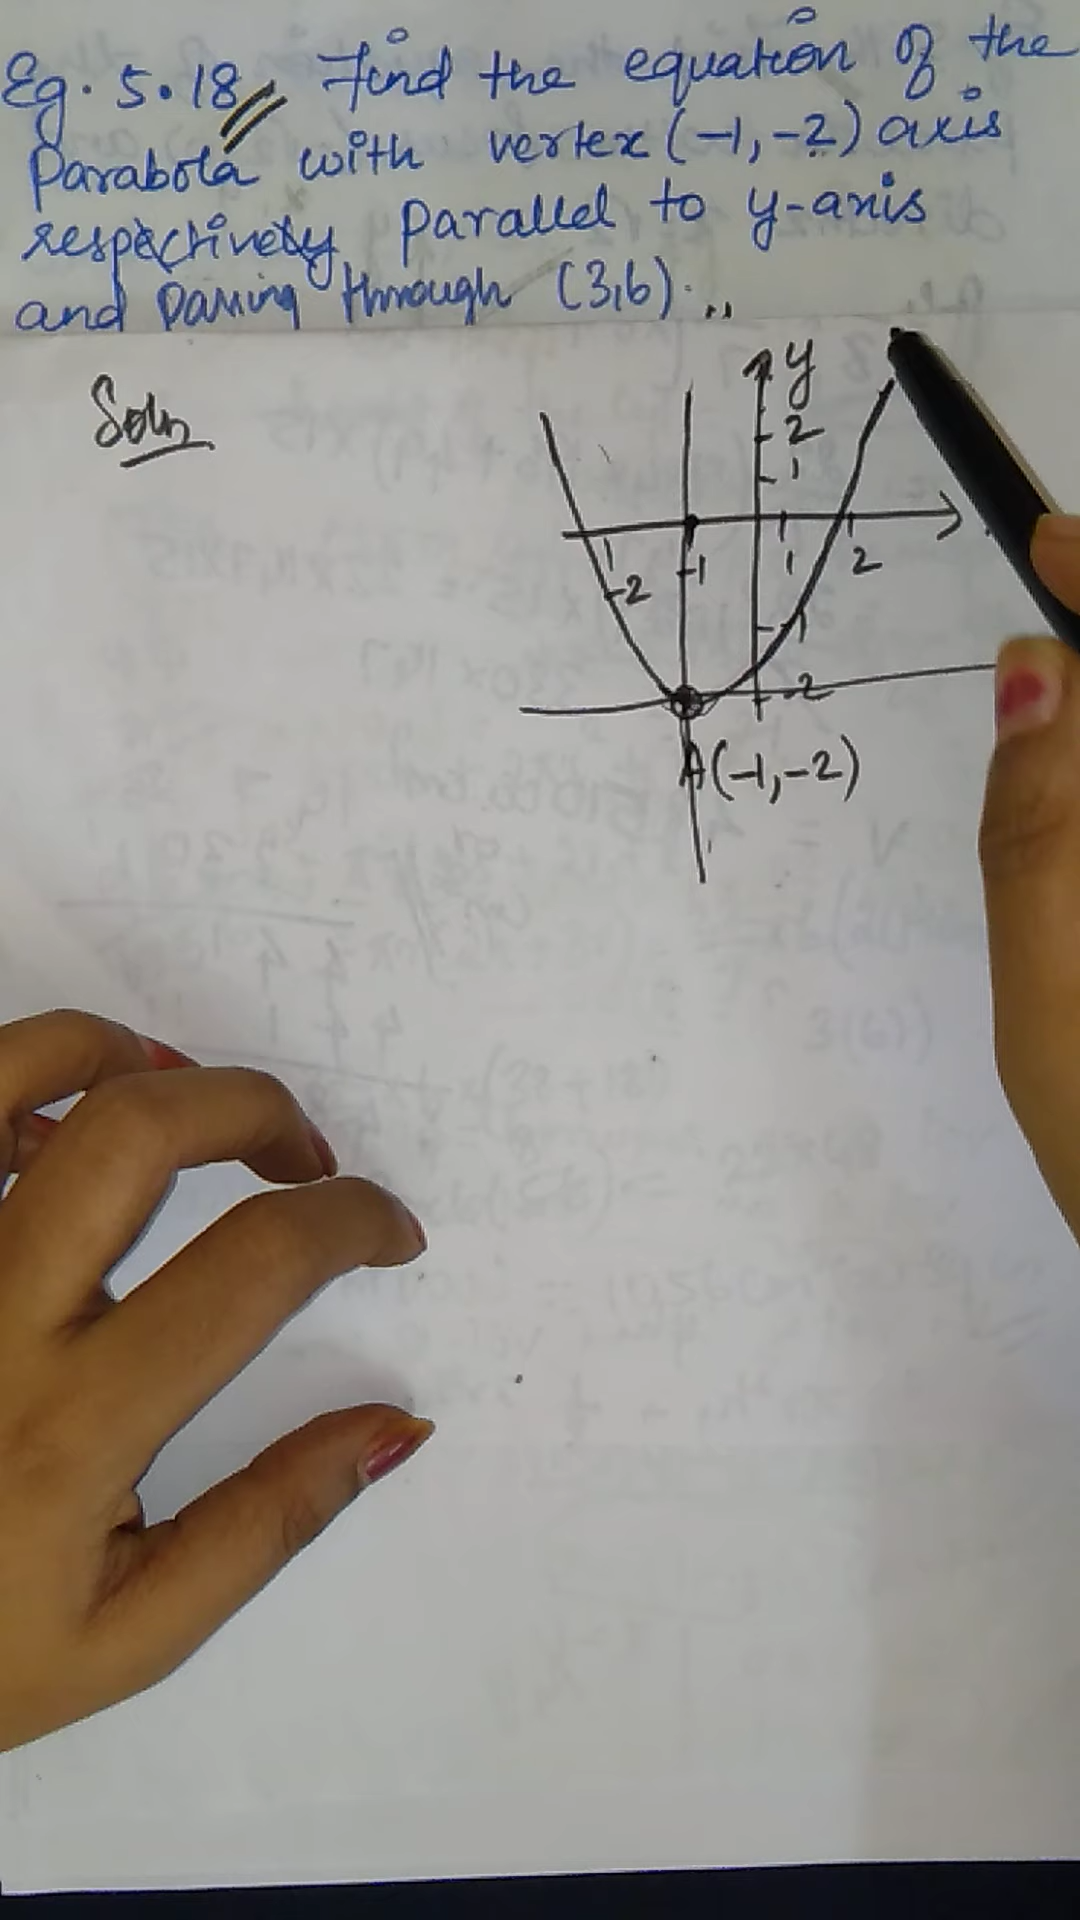 Eg. 5.18 Find the equation of the
Parabola with vertex (-1,-2) axis
respectively parallel to y-axis
and Passing through (3,6).
Soln
y
2
1
-2 -1 1 2
-1
-2
A(-1,-2)